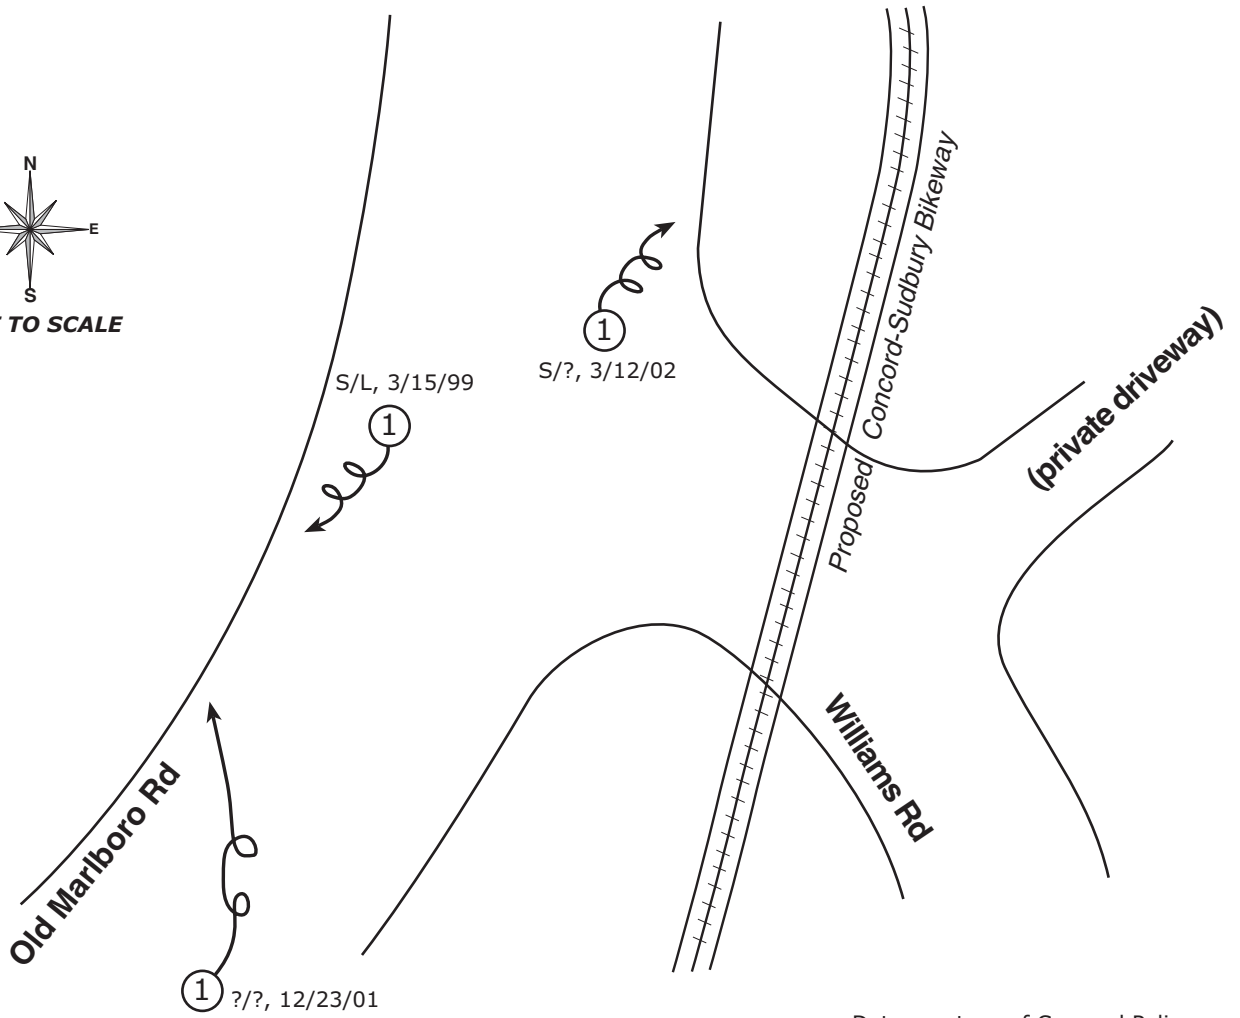 N
E
S
TO SCALE
S/L, 3/15/99
1
1
S/?, 3/12/02
Proposed Concord-Sudbury Bikeway
(private driveway)
Williams Rd
Old Marlboro Rd
1
?/?, 12/23/01